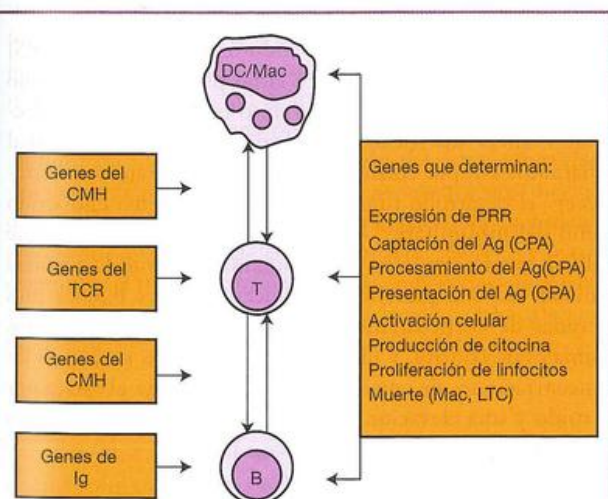 DC/Mac
Genes del
CMH
Genes del
TCR
T
Genes del
CMH
Genes de
Ig
B
Genes que determinan:
Expresión de PRR
Captación del Ag (CPA)
Procesamiento del Ag(CPA)
Presentación del Ag (CPA)
Activación celular
Producción de citocina
Proliferación de linfocitos
Muerte (Mac, LTC)